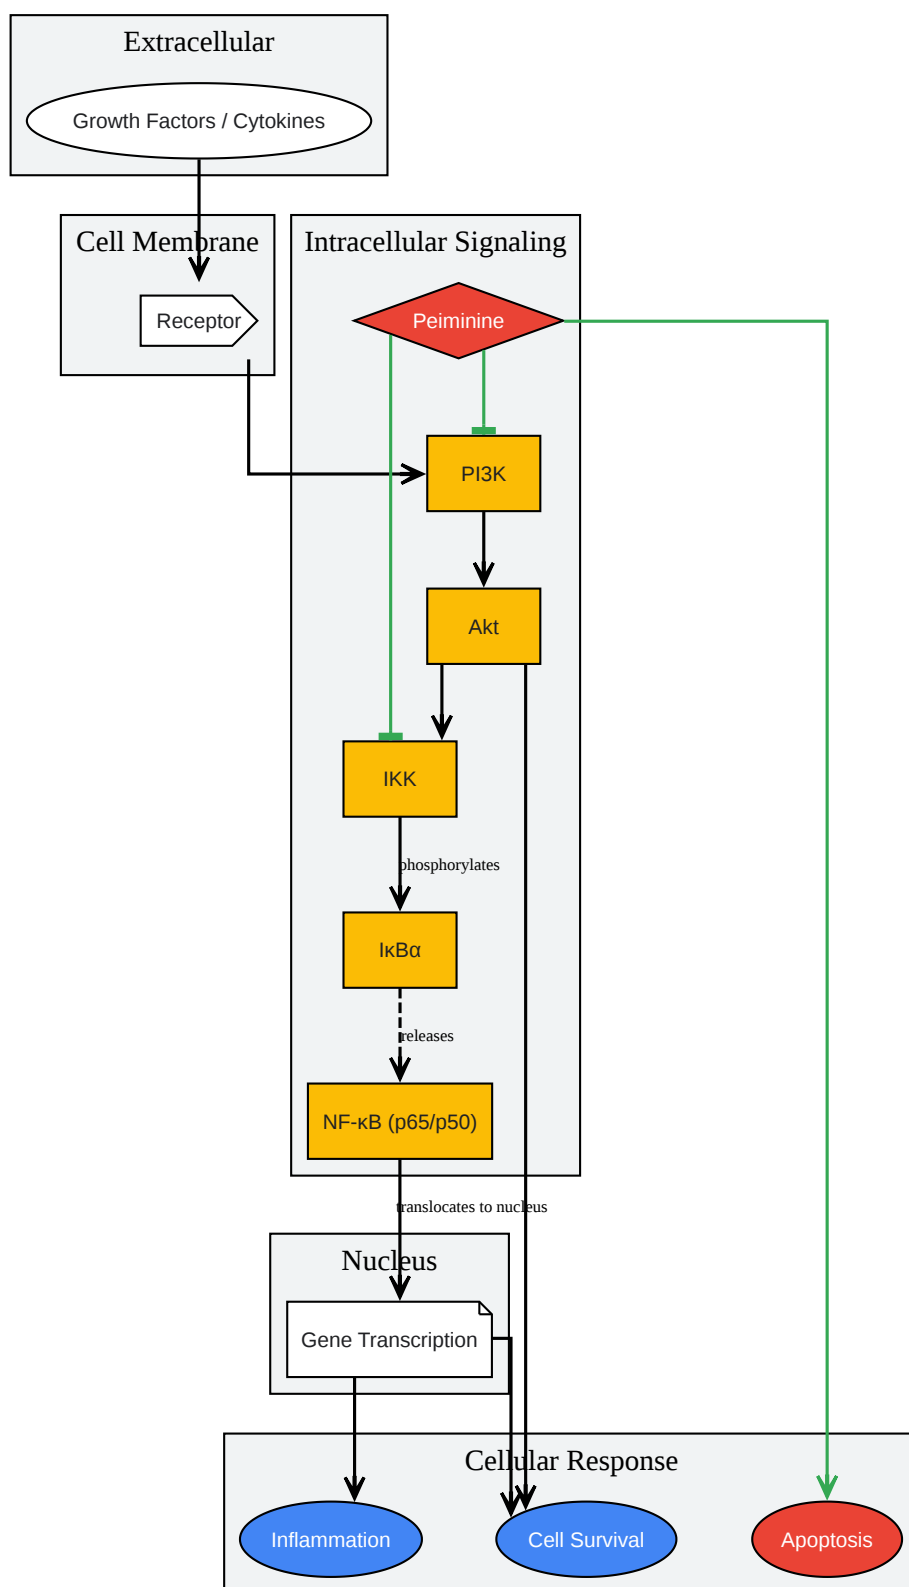 Extracellular
Growth Factors / Cytokines
Cell Membrane
Receptor
Intracellular Signaling
Peiminine
PI3K
Akt
IKK
phosphorylates
IκBα
releases
NF-κB (p65/p50)
translocates to nucleus
Nucleus
Gene Transcription
Cellular Response
Inflammation
Cell Survival
Apoptosis